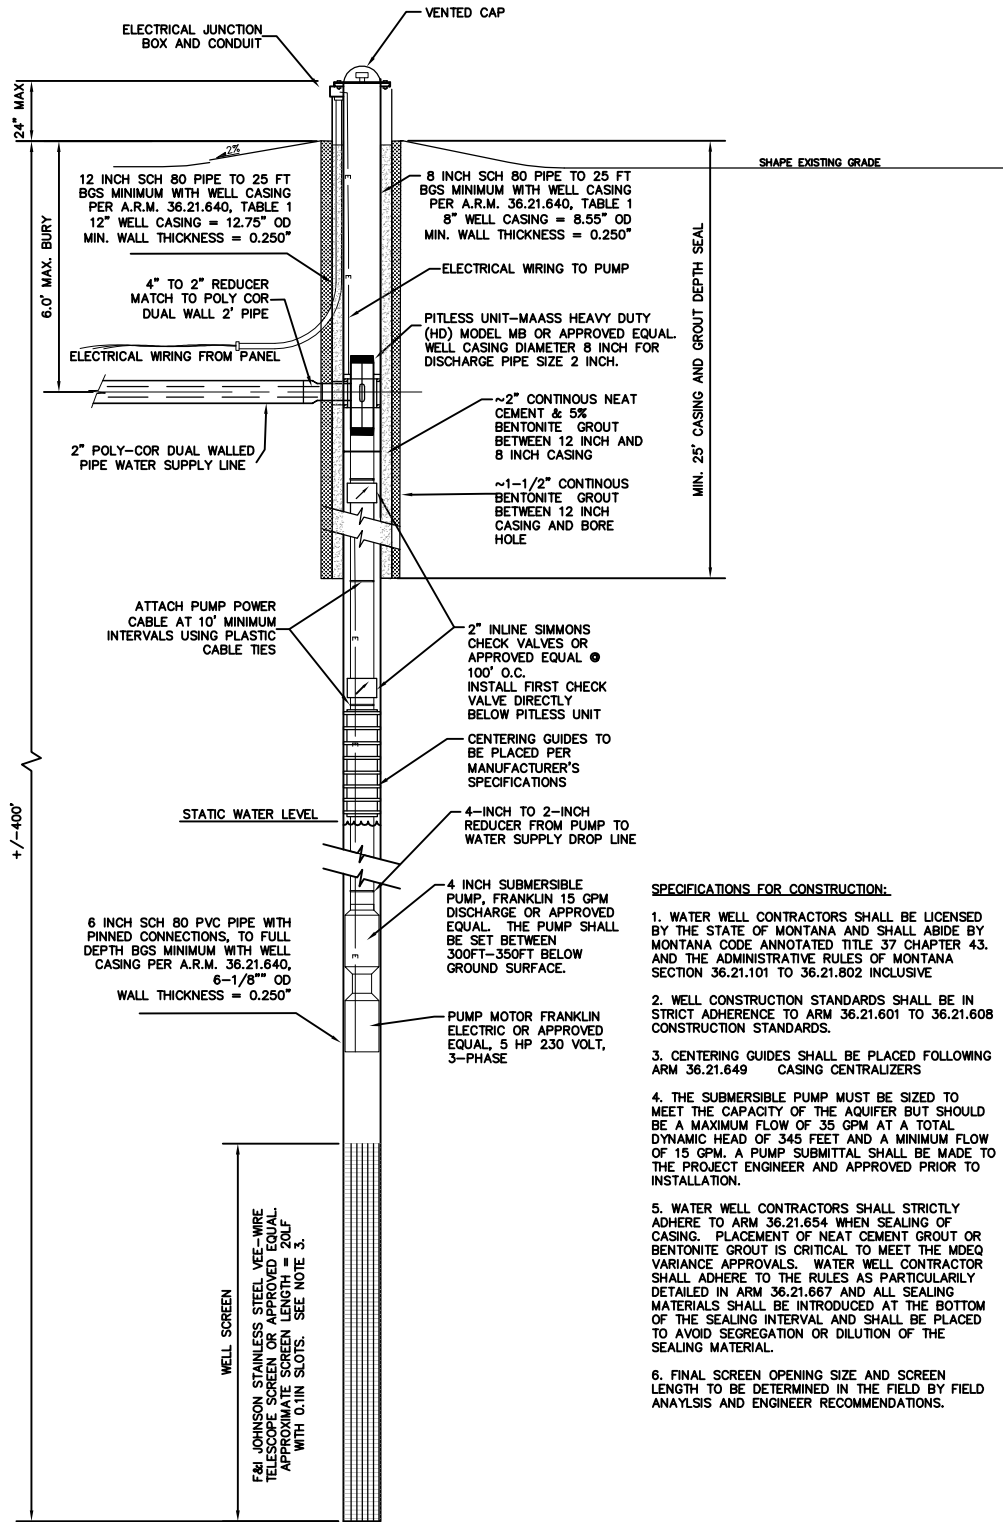 VENTED CAP
ELECTRICAL JUNCTION
BOX AND CONDUIT
24" MAX
2%
SHAPE EXISTING GRADE
12 INCH SCH 80 PIPE TO 25 FT
BGS MINIMUM WITH WELL CASING
PER A.R.M. 36.21.640, TABLE 1
12" WELL CASING = 12.75" OD
MIN. WALL THICKNESS = 0.250"
8 INCH SCH 80 PIPE TO 25 FT
BGS MINIMUM WITH WELL CASING
PER A.R.M. 36.21.640, TABLE 1
8" WELL CASING = 8.55" OD
MIN. WALL THICKNESS = 0.250"
E
6.0' MAX. BURY
MIN. 25' CASING AND GROUT DEPTH SEAL
ELECTRICAL WIRING TO PUMP
E
4" TO 2" REDUCER
MATCH TO POLY COR
DUAL WALL 2' PIPE
PITLESS UNIT-MAASS HEAVY DUTY
(HD) MODEL MB OR APPROVED EQUAL.
WELL CASING DIAMETER 8 INCH FOR
DISCHARGE PIPE SIZE 2 INCH.
ELECTRICAL WIRING FROM PANEL
~2" CONTINOUS NEAT
CEMENT & 5%
BENTONITE GROUT
BETWEEN 12 INCH AND
8 INCH CASING
2" POLY-COR DUAL WALLED
PIPE WATER SUPPLY LINE
~1-1/2" CONTINOUS
BENTONITE GROUT
BETWEEN 12 INCH
CASING AND BORE
HOLE
ATTACH PUMP POWER
CABLE AT 10' MINIMUM
INTERVALS USING PLASTIC
CABLE TIES
E
2" INLINE SIMMONS
CHECK VALVES OR
APPROVED EQUAL @
100' O.C.
INSTALL FIRST CHECK
VALVE DIRECTLY
BELOW PITLESS UNIT
E
CENTERING GUIDES TO
BE PLACED PER
MANUFACTURER'S
SPECIFICATIONS
+/-400'
STATIC WATER LEVEL
4-INCH TO 2-INCH
REDUCER FROM PUMP TO
WATER SUPPLY DROP LINE
4 INCH SUBMERSIBLE
PUMP, FRANKLIN 15 GPM
DISCHARGE OR APPROVED
EQUAL. THE PUMP SHALL
BE SET BETWEEN
300FT-350FT BELOW
GROUND SURFACE.
E
6 INCH SCH 80 PVC PIPE WITH
PINNED CONNECTIONS, TO FULL
DEPTH BGS MINIMUM WITH WELL
CASING PER A.R.M. 36.21.640,
6-1/8"" OD
WALL THICKNESS = 0.250"
PUMP MOTOR FRANKLIN
ELECTRIC OR APPROVED
EQUAL, 5 HP 230 VOLT,
3-PHASE
WELL SCREEN
F&I JOHNSON STAINLESS STEEL VEE-WIRE
TELESCOPE SCREEN OR APPROVED EQUAL.
APPROXIMATE SCREEN LENGTH = 20LF
WITH 0.1IN SLOTS. SEE NOTE 3.
SPECIFICATIONS FOR CONSTRUCTION:
1. WATER WELL CONTRACTORS SHALL BE LICENSED
BY THE STATE OF MONTANA AND SHALL ABIDE BY
MONTANA CODE ANNOTATED TITLE 37 CHAPTER 43.
AND THE ADMINISTRATIVE RULES OF MONTANA
SECTION 36.21.101 TO 36.21.802 INCLUSIVE
2. WELL CONSTRUCTION STANDARDS SHALL BE IN
STRICT ADHERENCE TO ARM 36.21.601 TO 36.21.608
CONSTRUCTION STANDARDS.
3. CENTERING GUIDES SHALL BE PLACED FOLLOWING
ARM 36.21.649 CASING CENTRALIZERS
4. THE SUBMERSIBLE PUMP MUST BE SIZED TO
MEET THE CAPACITY OF THE AQUIFER BUT SHOULD
BE A MAXIMUM FLOW OF 35 GPM AT A TOTAL
DYNAMIC HEAD OF 345 FEET AND A MINIMUM FLOW
OF 15 GPM. A PUMP SUBMITTAL SHALL BE MADE TO
THE PROJECT ENGINEER AND APPROVED PRIOR TO
INSTALLATION.
5. WATER WELL CONTRACTORS SHALL STRICTLY
ADHERE TO ARM 36.21.654 WHEN SEALING OF
CASING. PLACEMENT OF NEAT CEMENT GROUT OR
BENTONITE GROUT IS CRITICAL TO MEET THE MDEQ
VARIANCE APPROVALS. WATER WELL CONTRACTOR
SHALL ADHERE TO THE RULES AS PARTICULARILY
DETAILED IN ARM 36.21.667 AND ALL SEALING
MATERIALS SHALL BE INTRODUCED AT THE BOTTOM
OF THE SEALING INTERVAL AND SHALL BE PLACED
TO AVOID SEGREGATION OR DILUTION OF THE
SEALING MATERIAL.
6. FINAL SCREEN OPENING SIZE AND SCREEN
LENGTH TO BE DETERMINED IN THE FIELD BY FIELD
ANAYLSIS AND ENGINEER RECOMMENDATIONS.